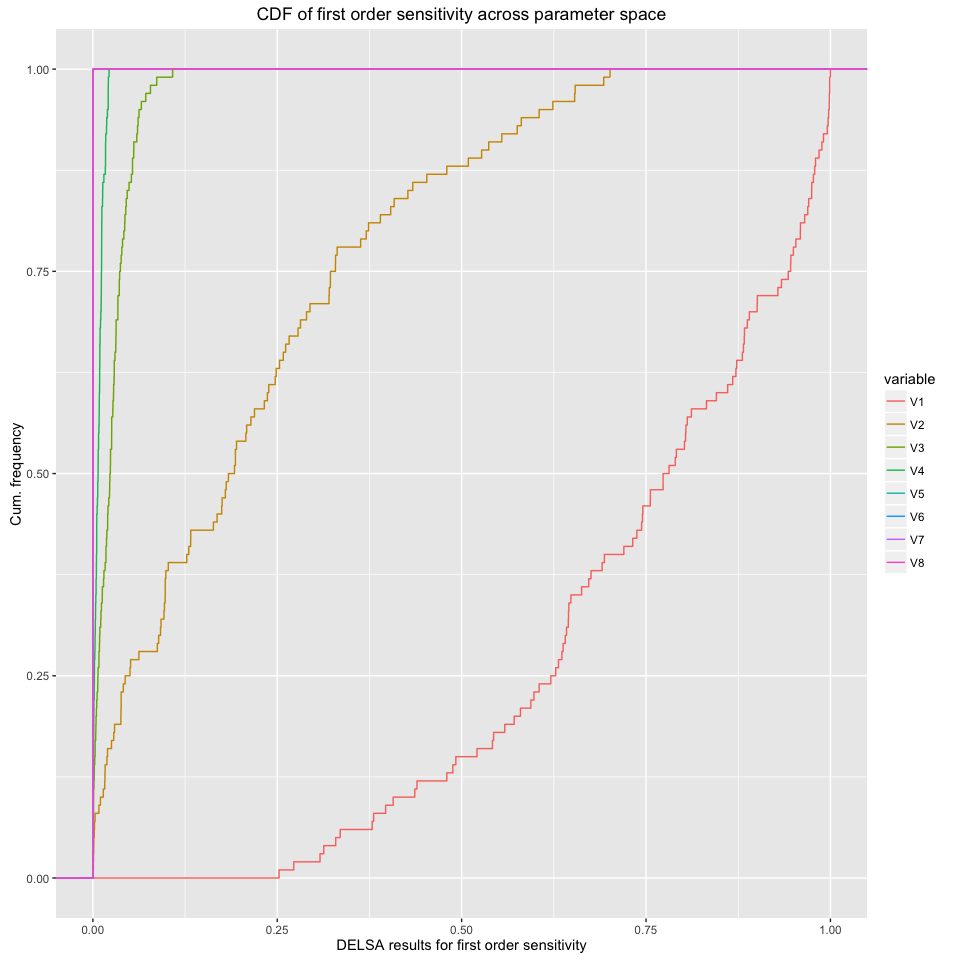 CDF of first order sensitivity across parameter space
1.00
0.75
0.50
0.25
0.00
Cum. frequency
0.00 0.25 0.50 0.75 1.00
DELSA results for first order sensitivity
variable
V1
V2
V3
V4
V5
V6
V7
V8